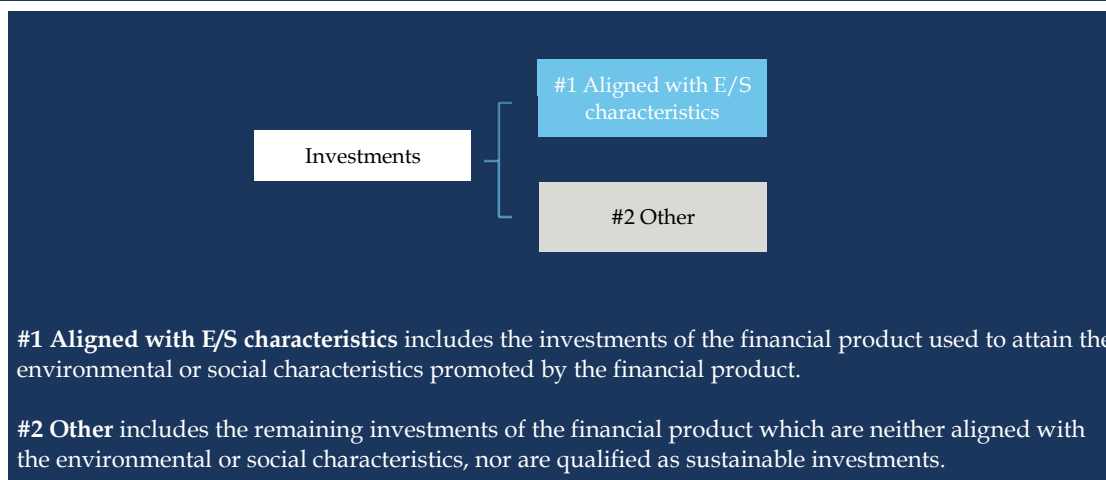 #1 Aligned with E/S
characteristics
Investments
#2 Other
#1 Aligned with E/S characteristics includes the investments of the financial product used to attain the
environmental or social characteristics promoted by the financial product.
#2 Other includes the remaining investments of the financial product which are neither aligned with
the environmental or social characteristics, nor are qualified as sustainable investments.